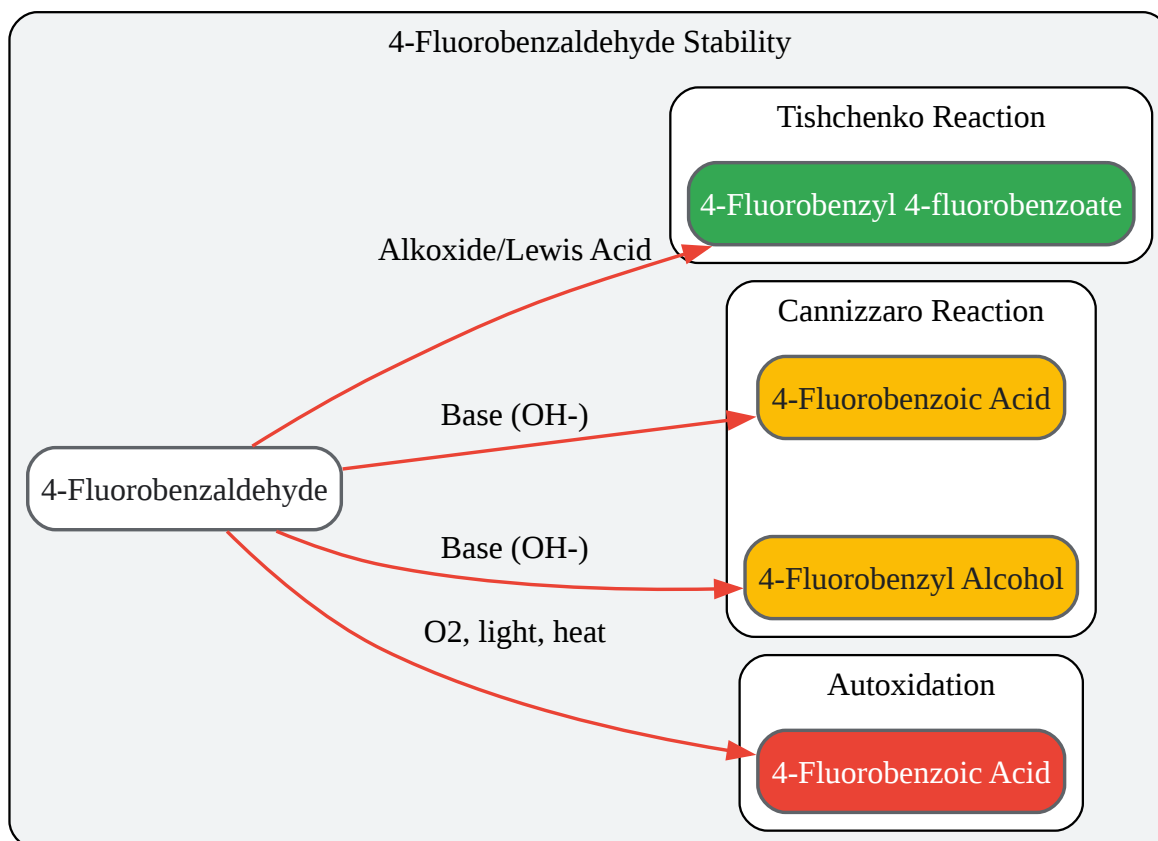 4-Fluorobenzaldehyde Stability
Tishchenko Reaction
4-Fluorobenzyl 4-fluorobenzoate
Alkoxide/Lewis Acid
Cannizzaro Reaction
4-Fluorobenzoic Acid
Base (OH-)
4-Fluorobenzaldehyde
Base (OH-)
4-Fluorobenzyl Alcohol
O2, light, heat
Autoxidation
4-Fluorobenzoic Acid